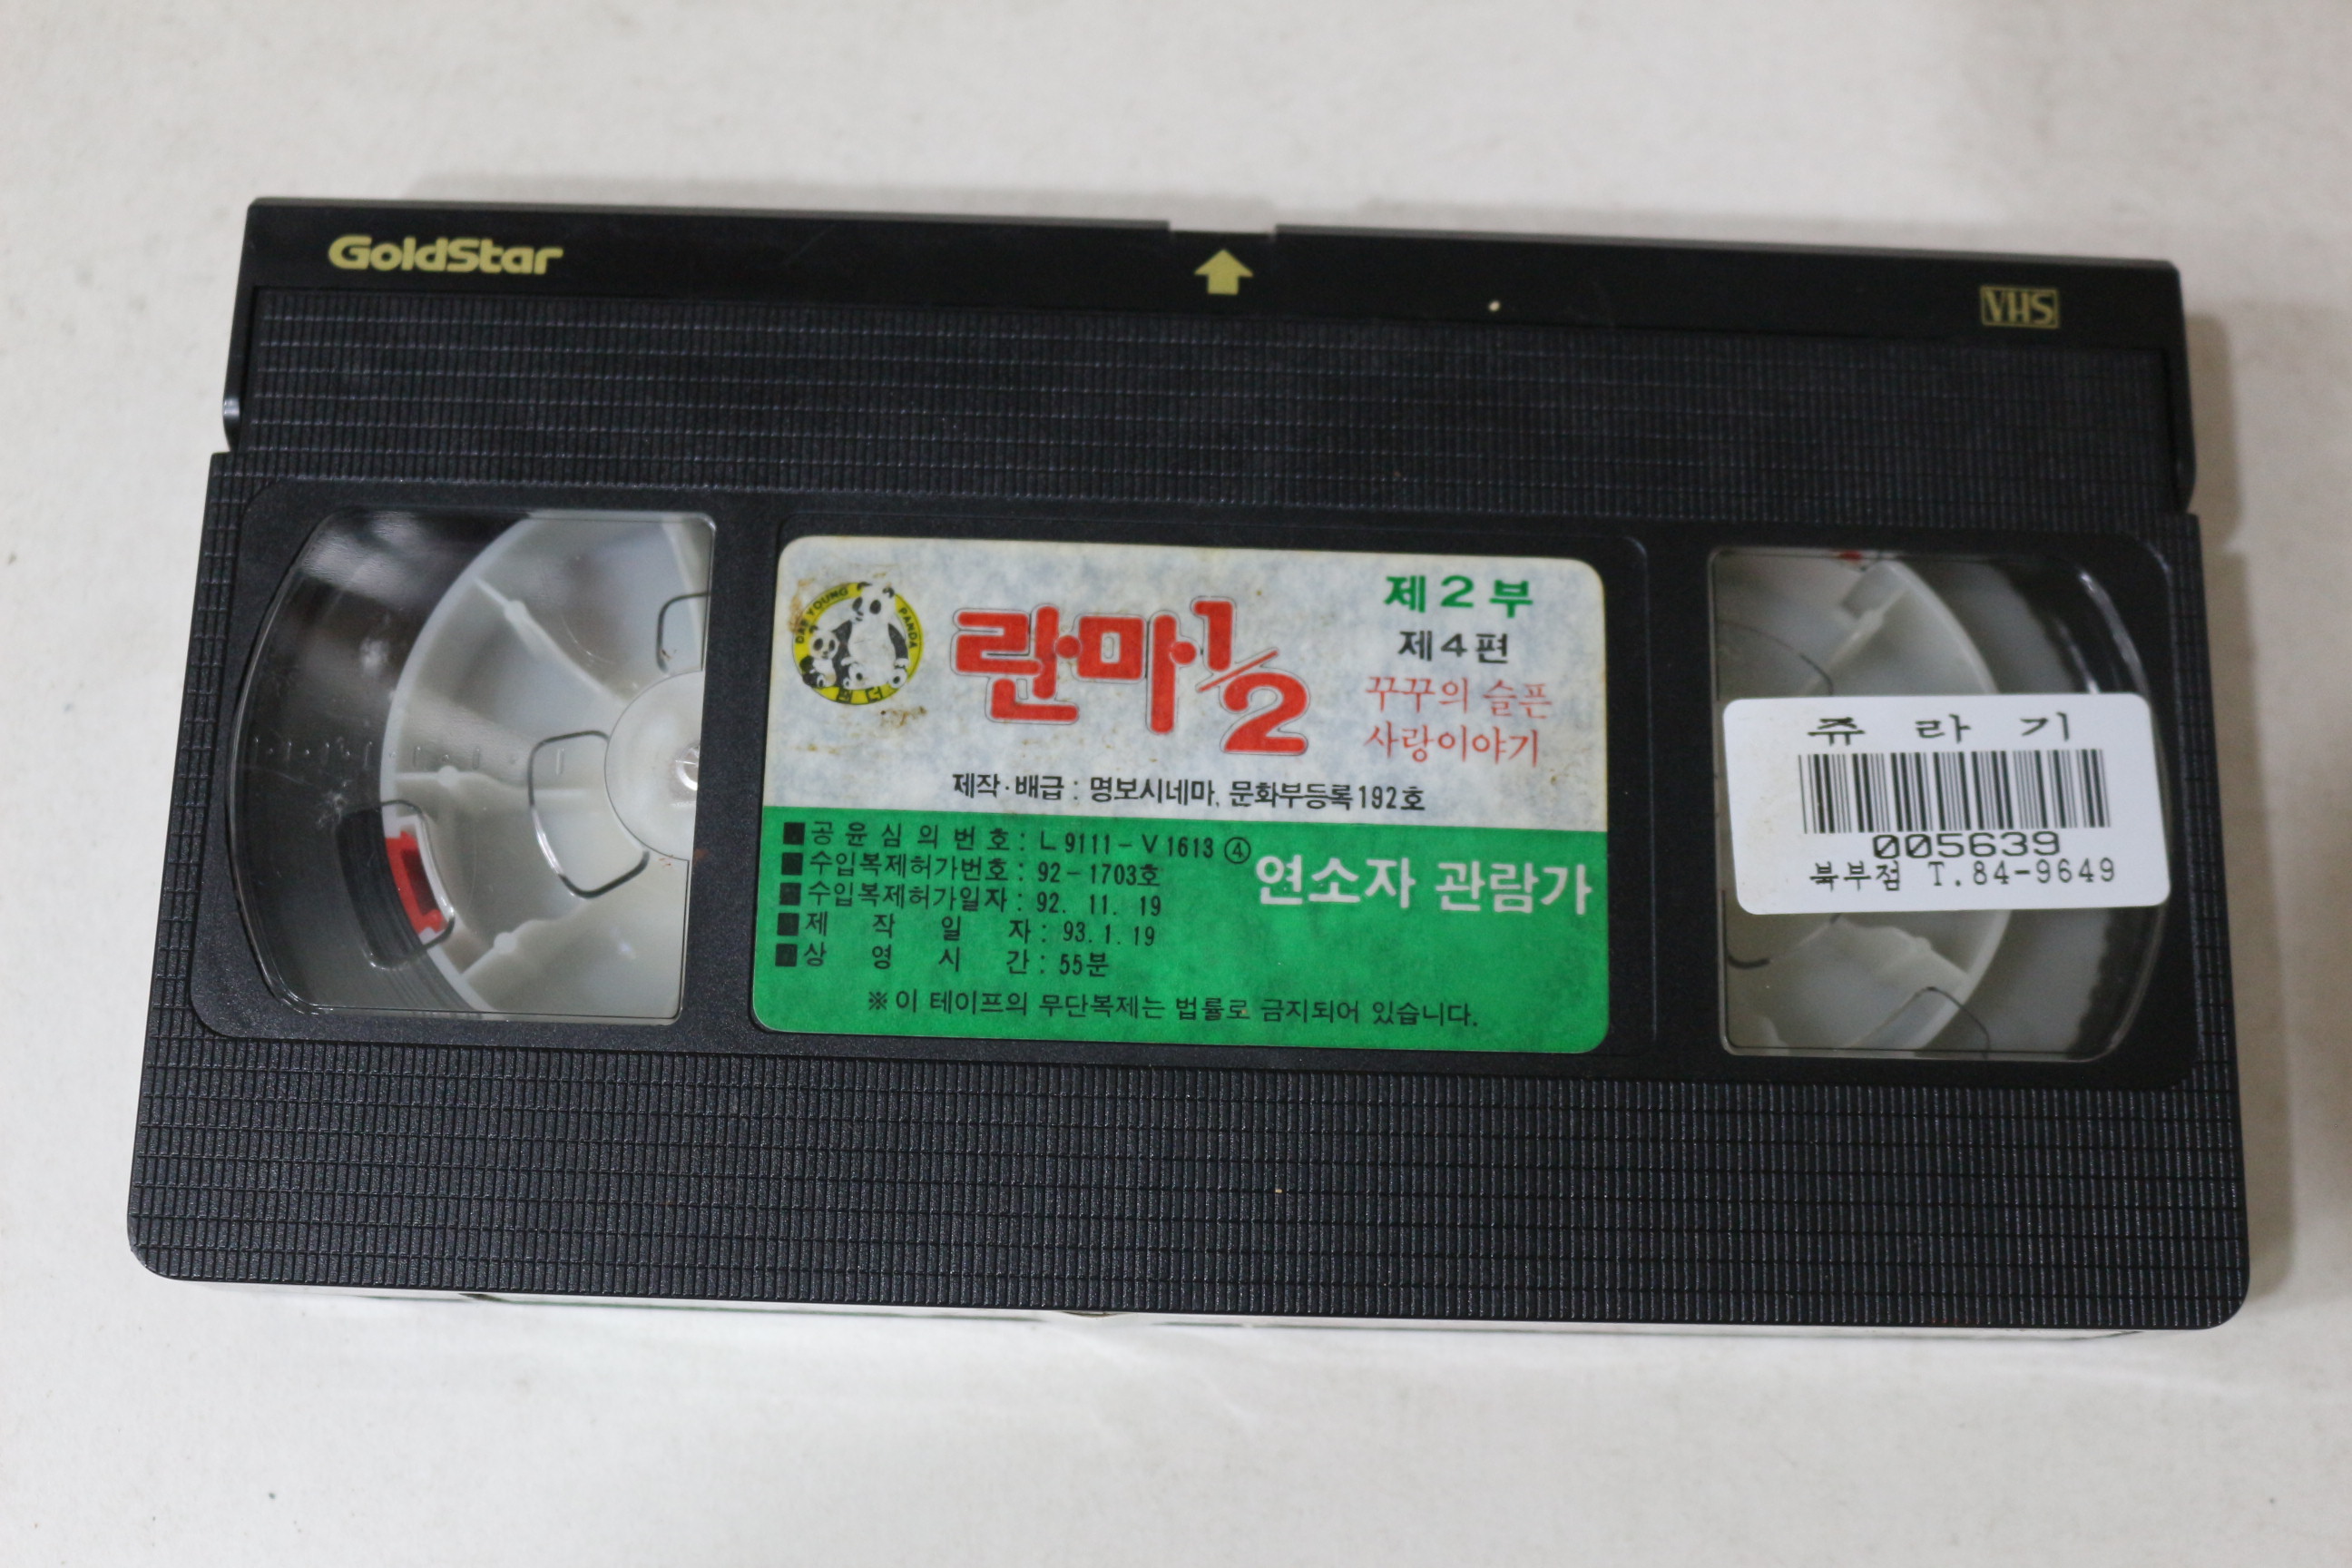 GoldStar
VHS
DAE YOUNG PANDA
팬더
란마1/2
제2부
제4편
꾸꾸의 슬픈
사랑이야기
제작·배급 : 명보시네마, 문화부등록192호
■공윤심의번호 : L 9111-V1613 ④
■수입복제허가번호 : 92-1703호
■수입복제허가일자 : 92. 11. 19
■제작일자 : 93. 1. 19
■상영시간 : 55분
연소자 관람가
※이 테이프의 무단복제는 법률로 금지되어 있습니다.
쥬라기
005639
북부점 T.84-9649